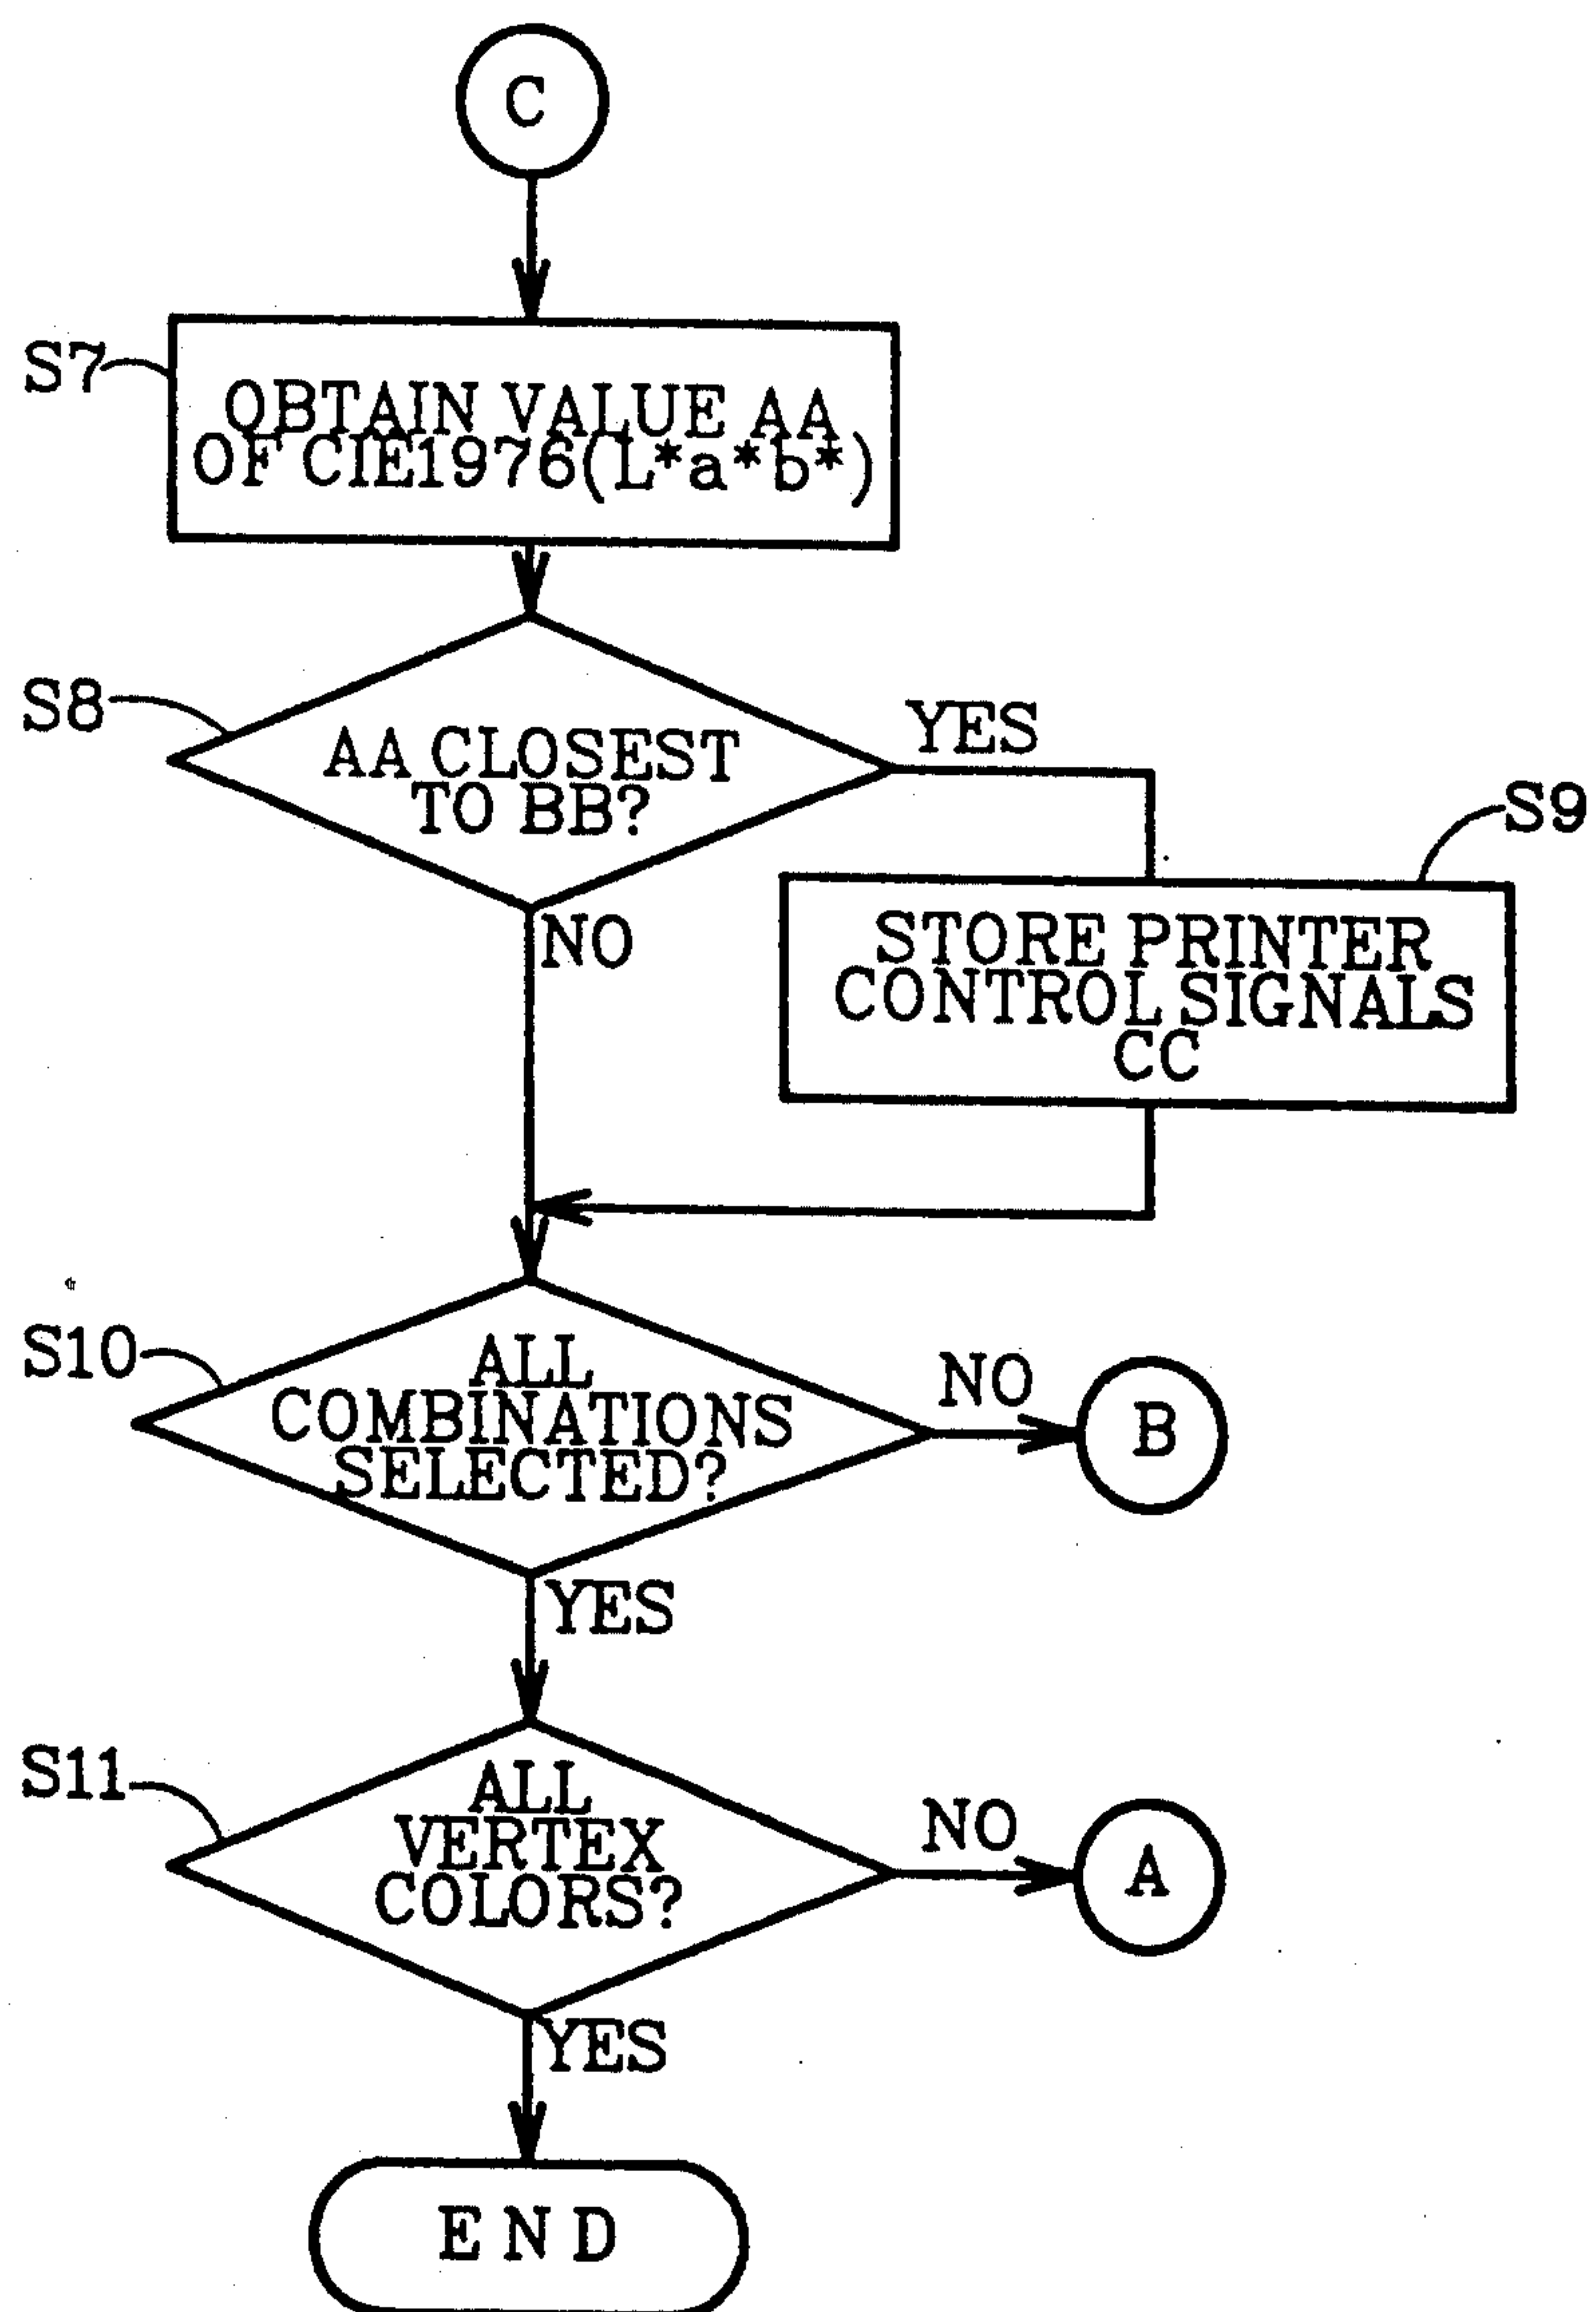 C
S7
OBTAIN VALUE AA
OF CIE1976(L*a*b*)
S8
AA CLOSEST
TO BB?
YES
S9
NO
STORE PRINTER
CONTROL SIGNALS
CC
S10
ALL
COMBINATIONS
SELECTED?
NO
B
YES
S11
ALL
VERTEX
COLORS?
NO
A
YES
END